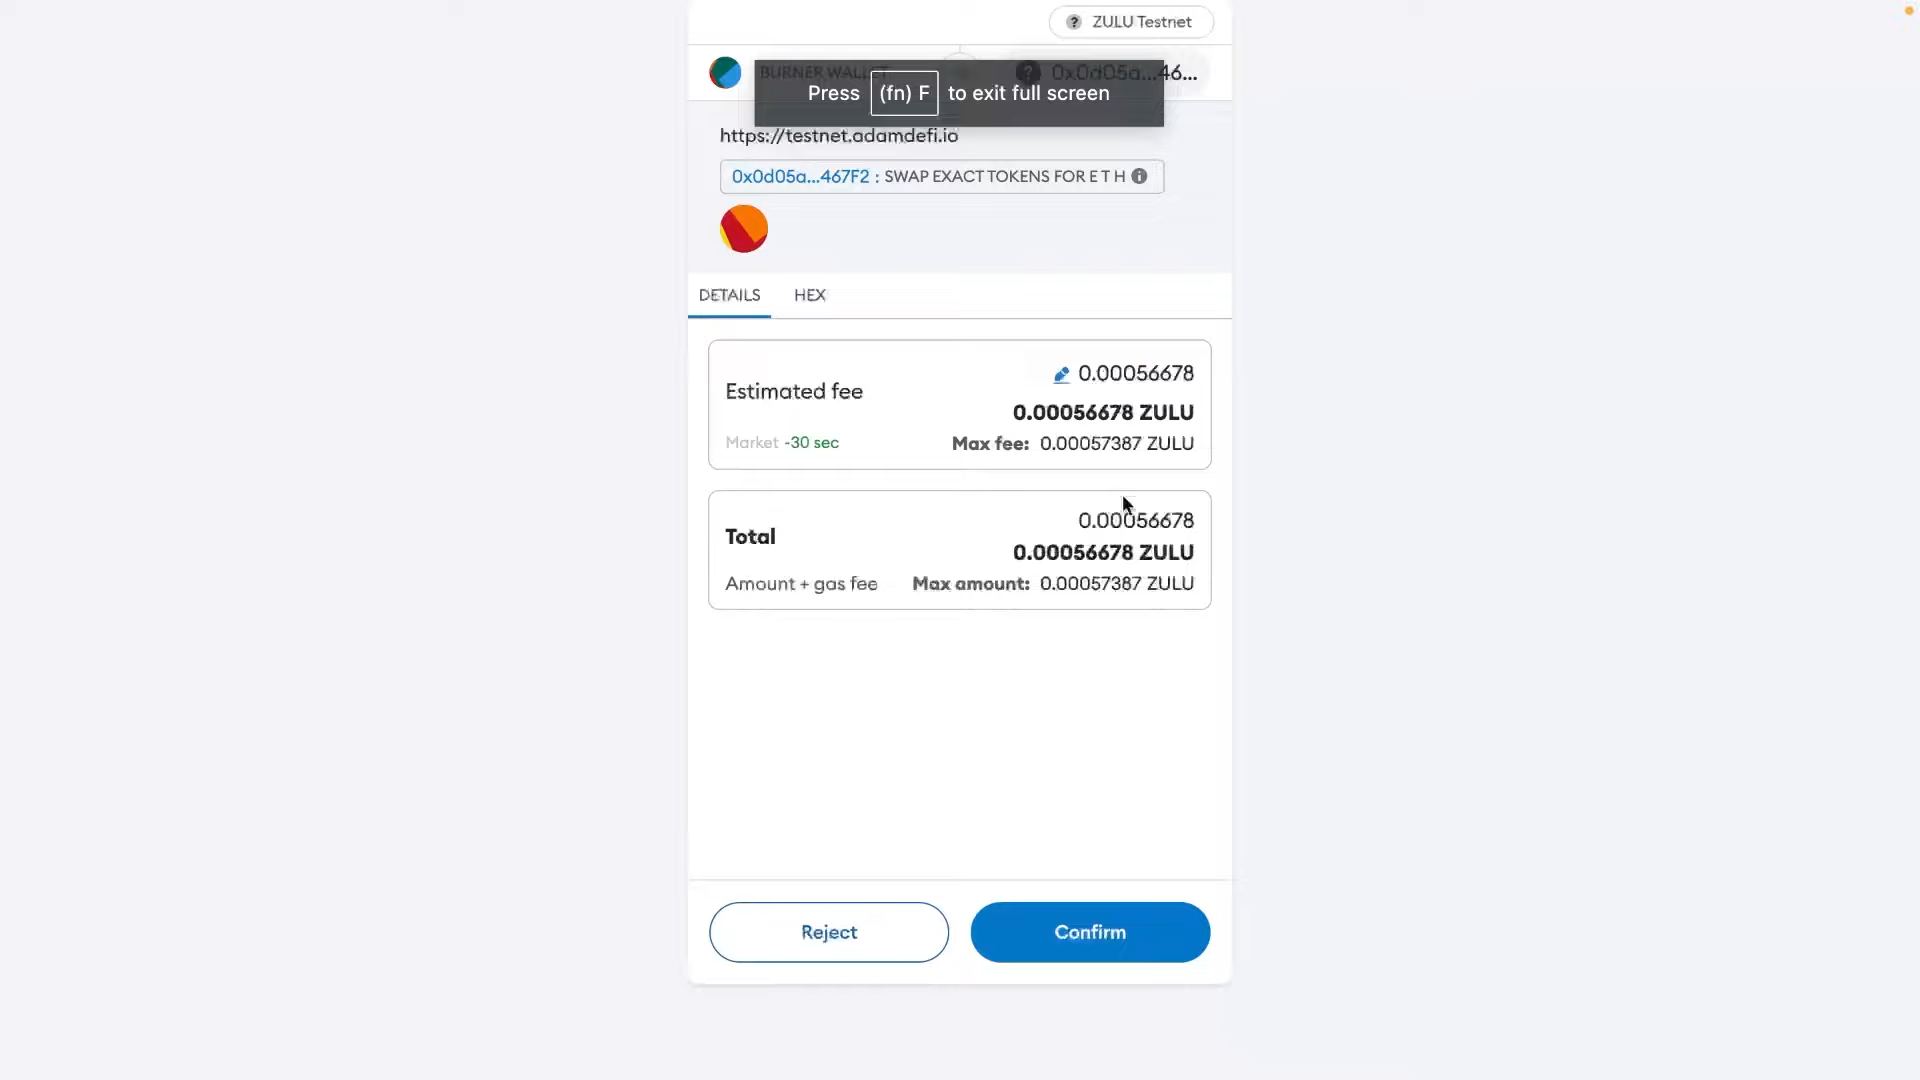 ? ZULU Testnet
BURNER WALLET
? 0x0d05a...46...
Press (fn) F to exit full screen
https://testnet.adamdefi.io
0x0d05a...467F2 : SWAP EXACT TOKENS FOR E T H
DETAILS HEX
0.00056678
Estimated fee
0.00056678 ZULU
Market ~30 sec Max fee: 0.00057387 ZULU
0.00056678
Total
0.00056678 ZULU
Amount + gas fee Max amount: 0.00057387 ZULU
Reject Confirm